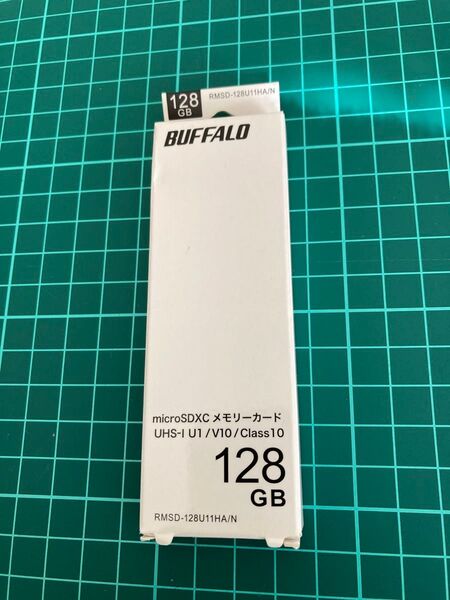 128
GB
RMSD-128U11HA/N
BUFFALO
microSDXC メモリーカード
UHS-I U1/V10/Class10
128
GB
RMSD-128U11HA/N